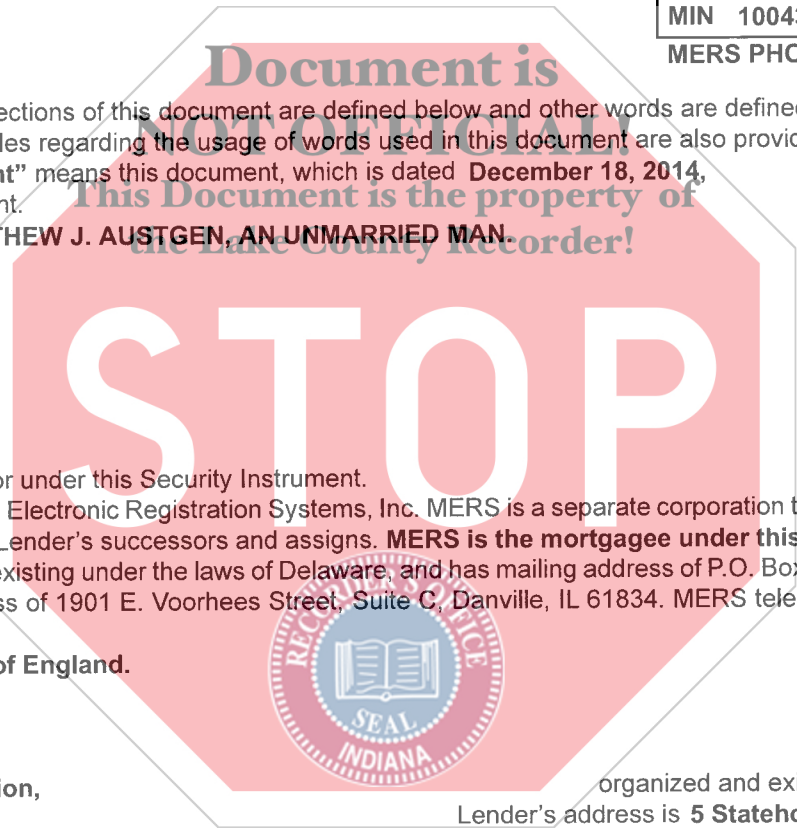 MIN 10043
MERS PHO
Document is
ections of this document are defined below and other words are define
NOT OFFICIAL!
les regarding the usage of words used in this document are also provi
nt” means this document, which is dated December 18, 2014,
This Document is the property of
nt.
THEW J. AUSTGEN, AN UNMARRIED MAN.
the Lake County Recorder!
STOP
or under this Security Instrument.
Electronic Registration Systems, Inc. MERS is a separate corporation t
Lender’s successors and assigns. MERS is the mortgagee under this
existing under the laws of Delaware, and has mailing address of P.O. Box
ss of 1901 E. Voorhees Street, Suite C, Danville, IL 61834. MERS tele
RECORDER'S OFFICE
of England.
SEAL
INDIANA
ion,
organized and exi
Lender’s address is 5 Stateho